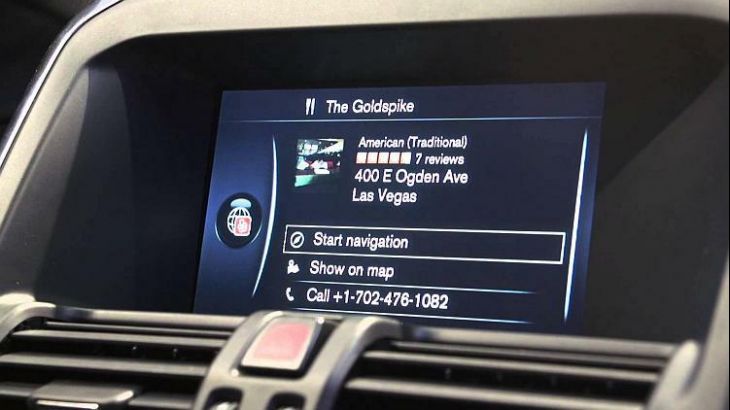 The Goldspike
American (Traditional)
7 reviews
400 E Ogden Ave
Las Vegas
Start navigation
Show on map
Call +1-702-476-1082